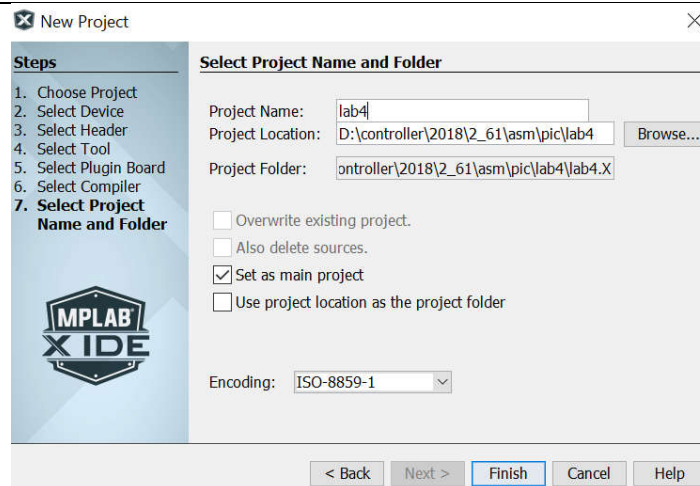 New Project
Steps
1. Choose Project
2. Select Device
3. Select Header
4. Select Tool
5. Select Plugin Board
6. Select Compiler
7. Select Project
Name and Folder
MPLAB
X IDE
Select Project Name and Folder
Project Name: lab4
Project Location: D:\controller\2018\2_61\asm\pic\lab4 Browse...
Project Folder: ontroller\2018\2_61\asm\pic\lab4\lab4.X
Overwrite existing project.
Also delete sources.
Set as main project
Use project location as the project folder
Encoding: ISO-8859-1
< Back Next > Finish Cancel Help